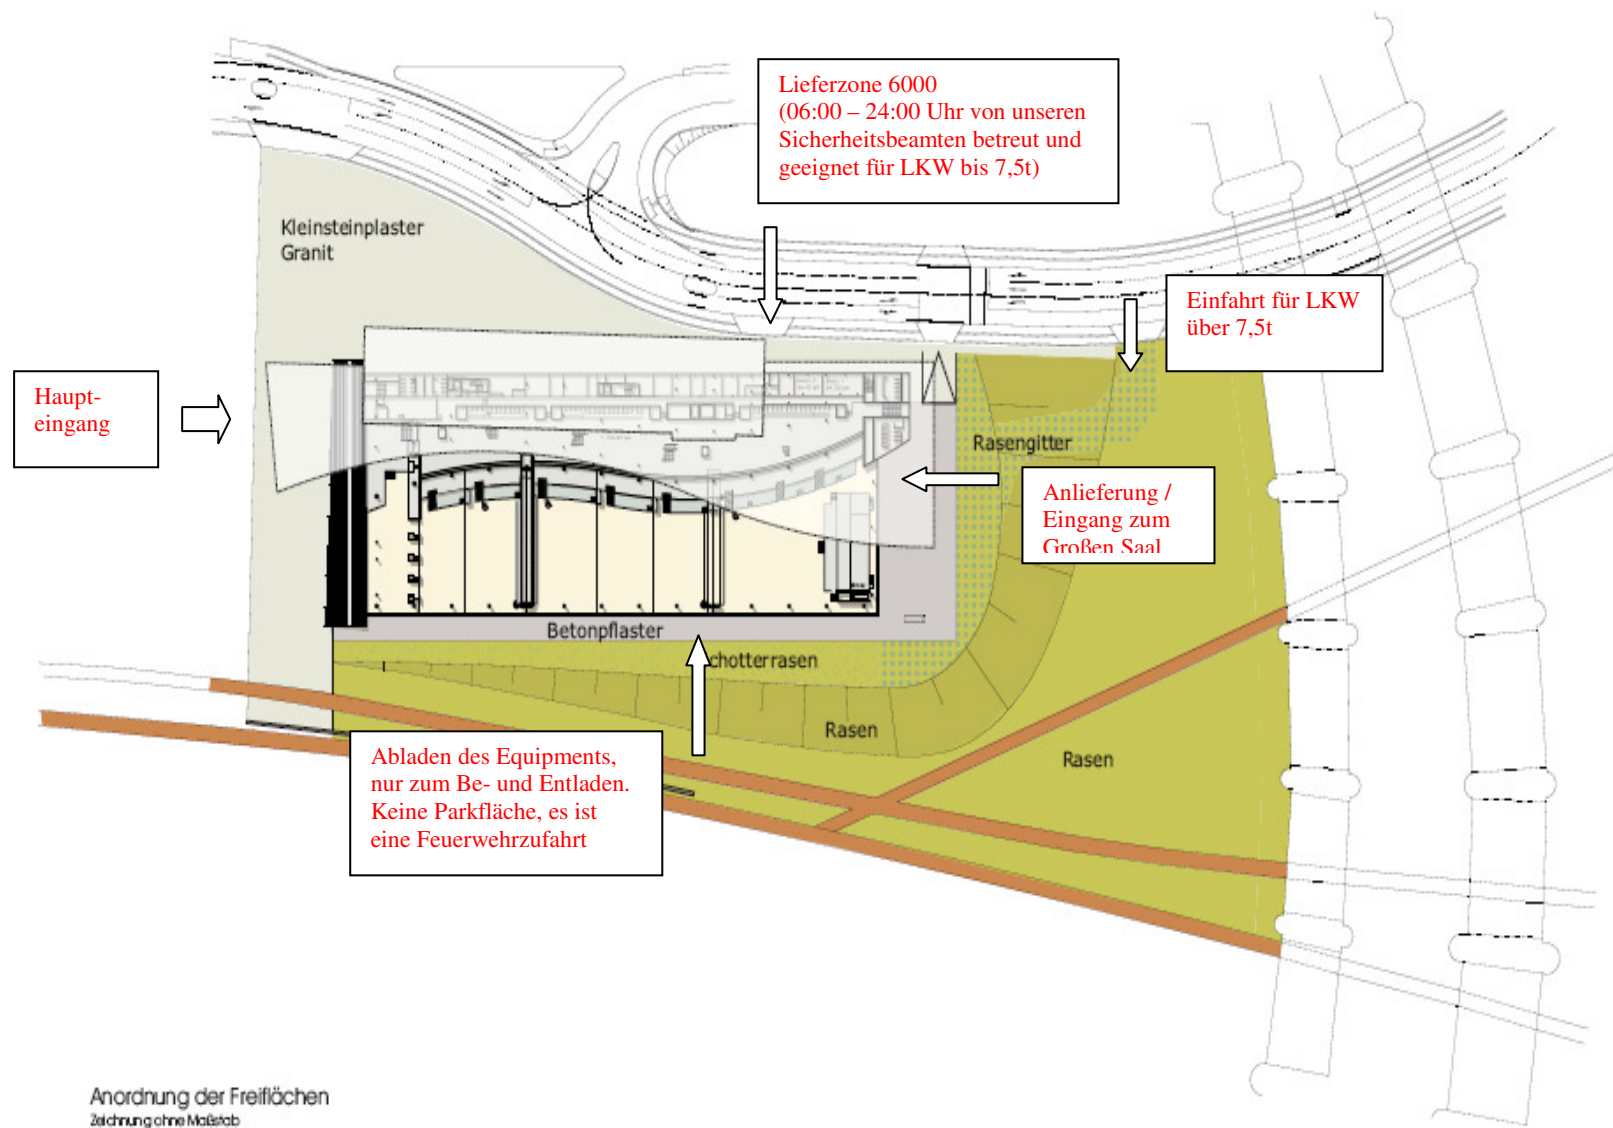 Lieferzone 6000
(06:00 – 24:00 Uhr von unseren
Sicherheitsbeamten betreut und
geeignet für LKW bis 7,5t)
Kleinsteinplaster
Granit
Einfahrt für LKW
über 7,5t
Haupt-
eingang
Rasengitter
Anlieferung /
Eingang zum
Großen Saal
Betonpflaster
chotterrasen
Rasen
Rasen
Abladen des Equipments,
nur zum Be- und Entladen.
Keine Parkfläche, es ist
eine Feuerwehrzufahrt
Anordnung der Freiflächen
Zeichnung ohne Maßstab